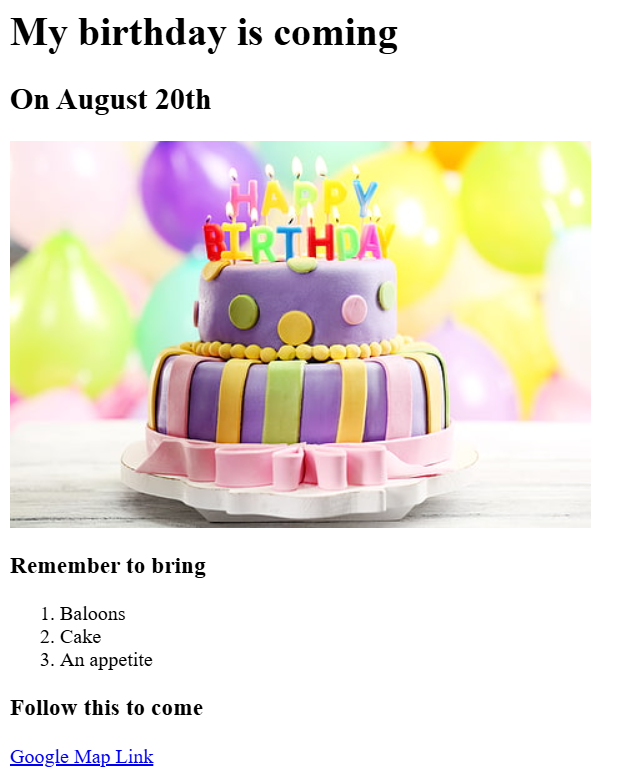 My birthday is coming
On August 20th
HAPPY
BIRTHDAY
Remember to bring
1. Baloons
2. Cake
3. An appetite
Follow this to come
Google Map Link